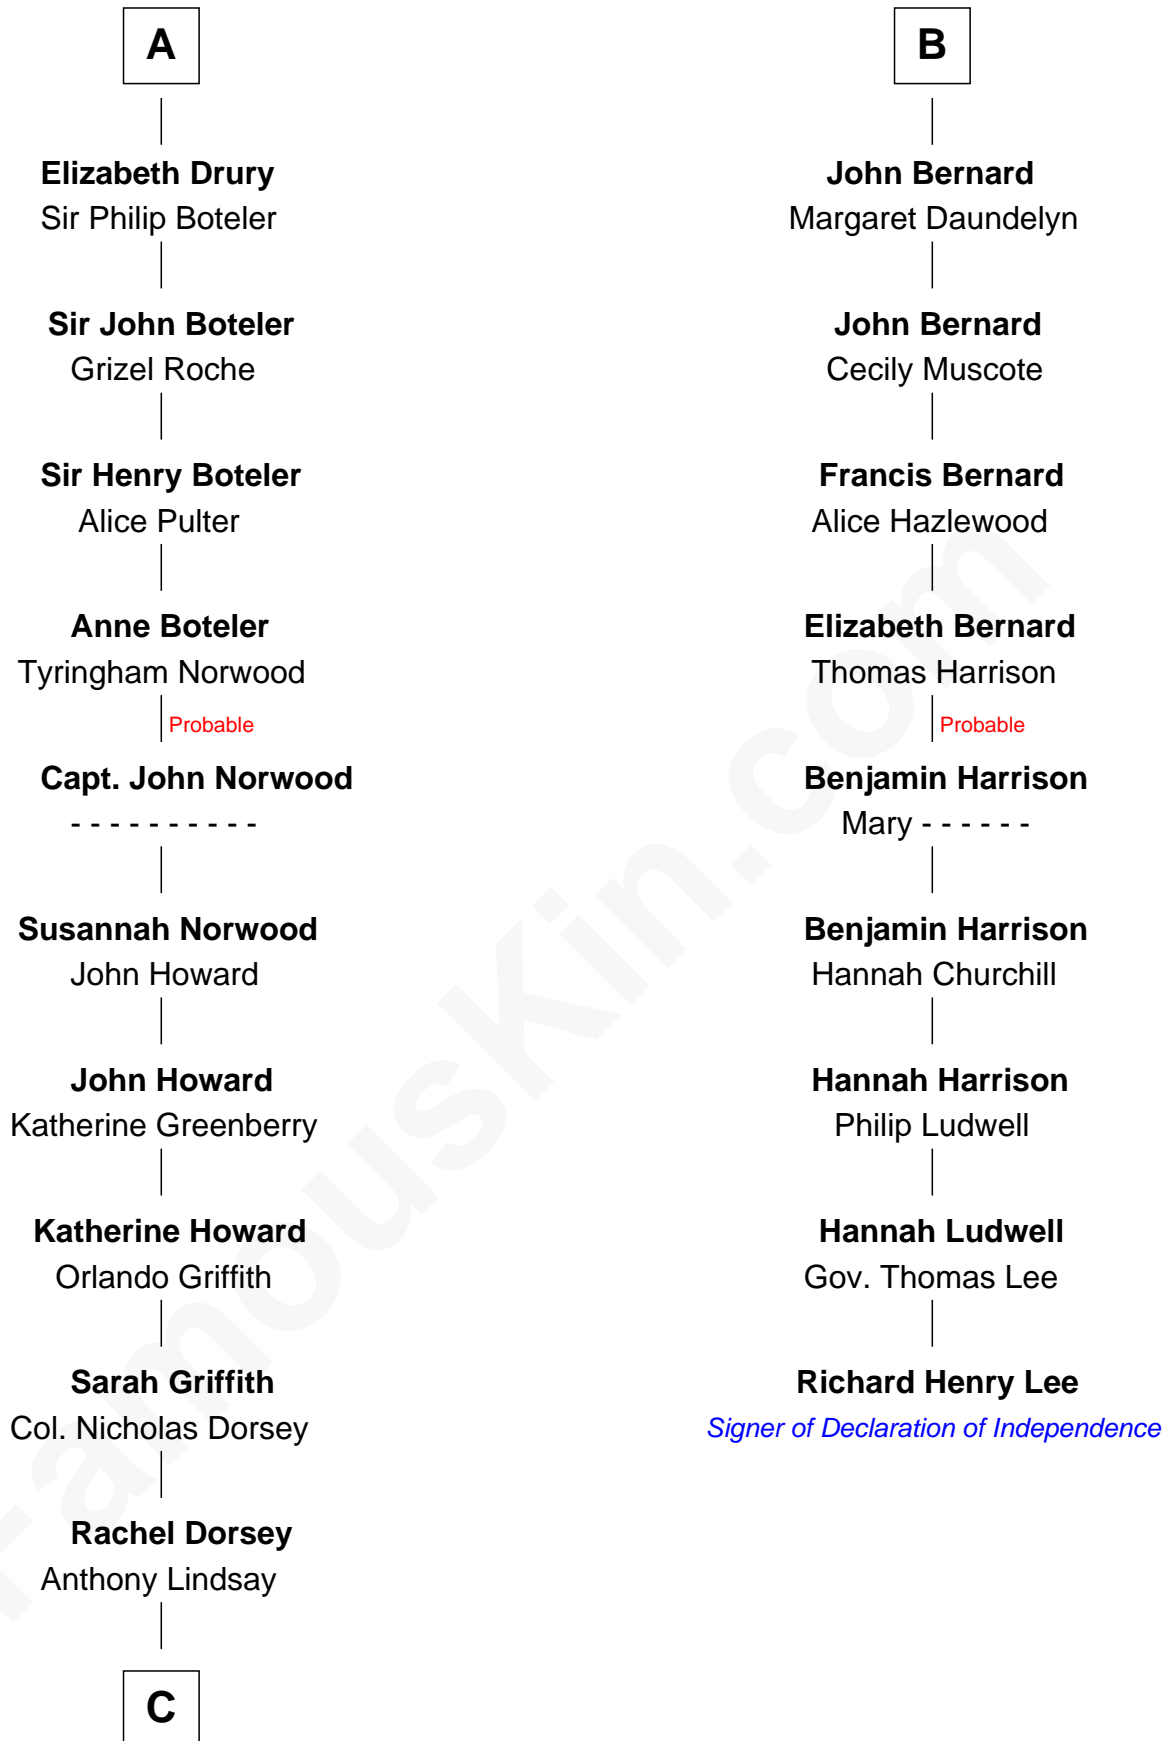 A
Elizabeth Drury
Sir Philip Boteler
Sir John Boteler
Grizel Roche
Sir Henry Boteler
Alice Pulter
Anne Boteler
Tyringham Norwood
Probable
Capt. John Norwood
- - - - - - - - - -
Susannah Norwood
John Howard
John Howard
Katherine Greenberry
Katherine Howard
Orlando Griffith
Sarah Griffith
Col. Nicholas Dorsey
Rachel Dorsey
Anthony Lindsay
C
B
John Bernard
Margaret Daundelyn
John Bernard
Cecily Muscote
Francis Bernard
Alice Hazlewood
Elizabeth Bernard
Thomas Harrison
Probable
Benjamin Harrison
Mary - - - - - -
Benjamin Harrison
Hannah Churchill
Hannah Harrison
Philip Ludwell
Hannah Ludwell
Gov. Thomas Lee
Richard Henry Lee
Signer of Declaration of Independence
FamousKin.com